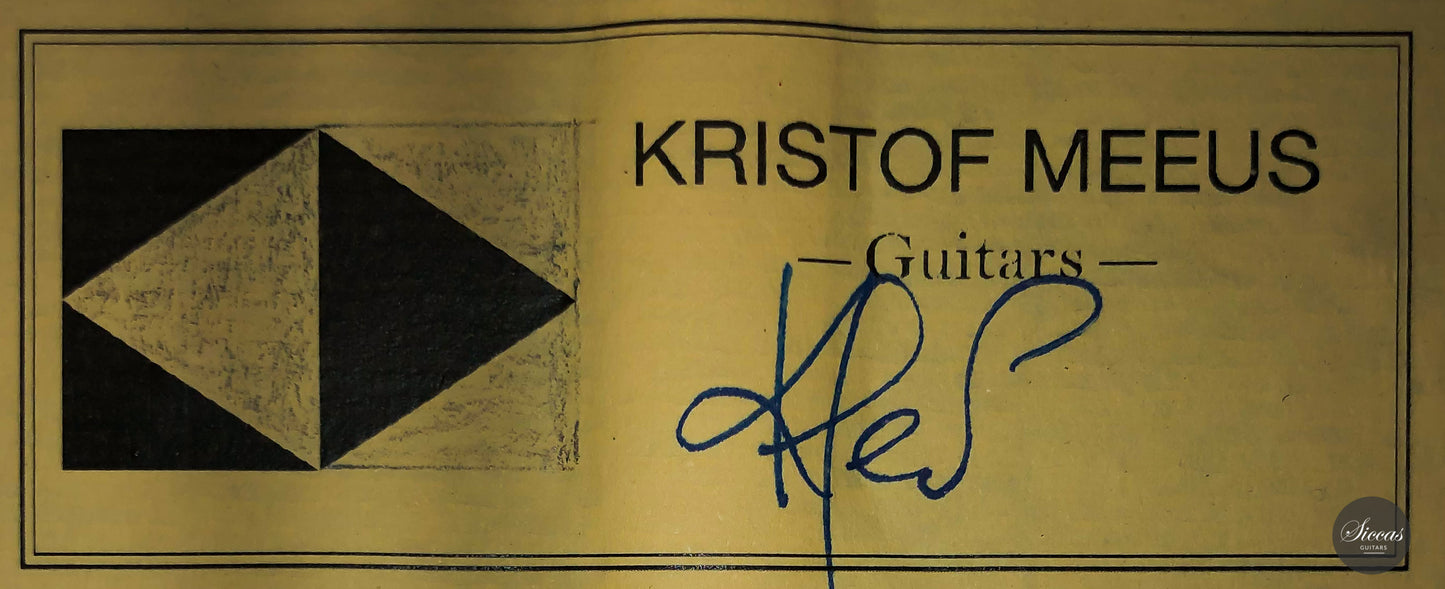 KRISTOF MEEUS
— Guitars —
Siccas
GUITARS